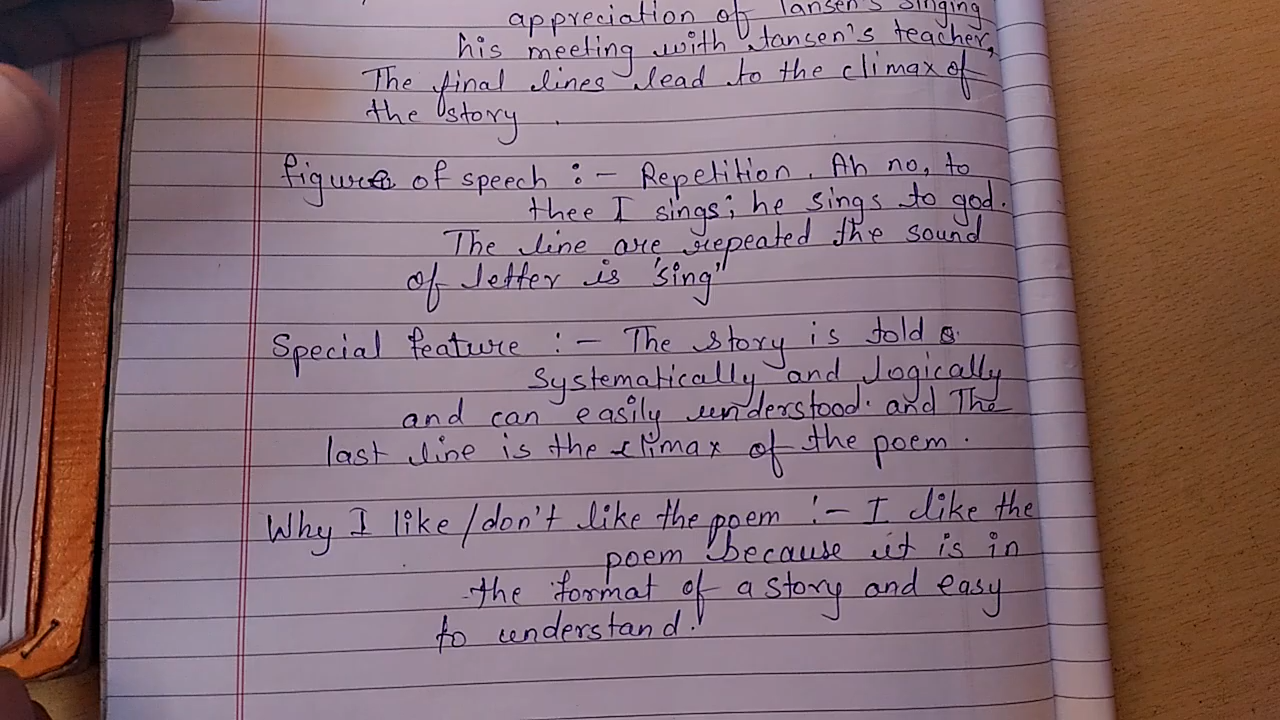 appreciation of Tansen's singing
his meeting with tansen's teacher,
The final lines lead to the climax of
the story .
figure of speech :- Repetition. Ah no, to
thee I sings; he sings to god.
The line are repeated the sound
of letter is 'sing"
Special feature :- The story is told
systematically and logically
and can easily understood. and The
last line is the climax of the poem .
Why I like/don't like the poem :- I like the
poem because it is in
the format of a story and easy
to understand.